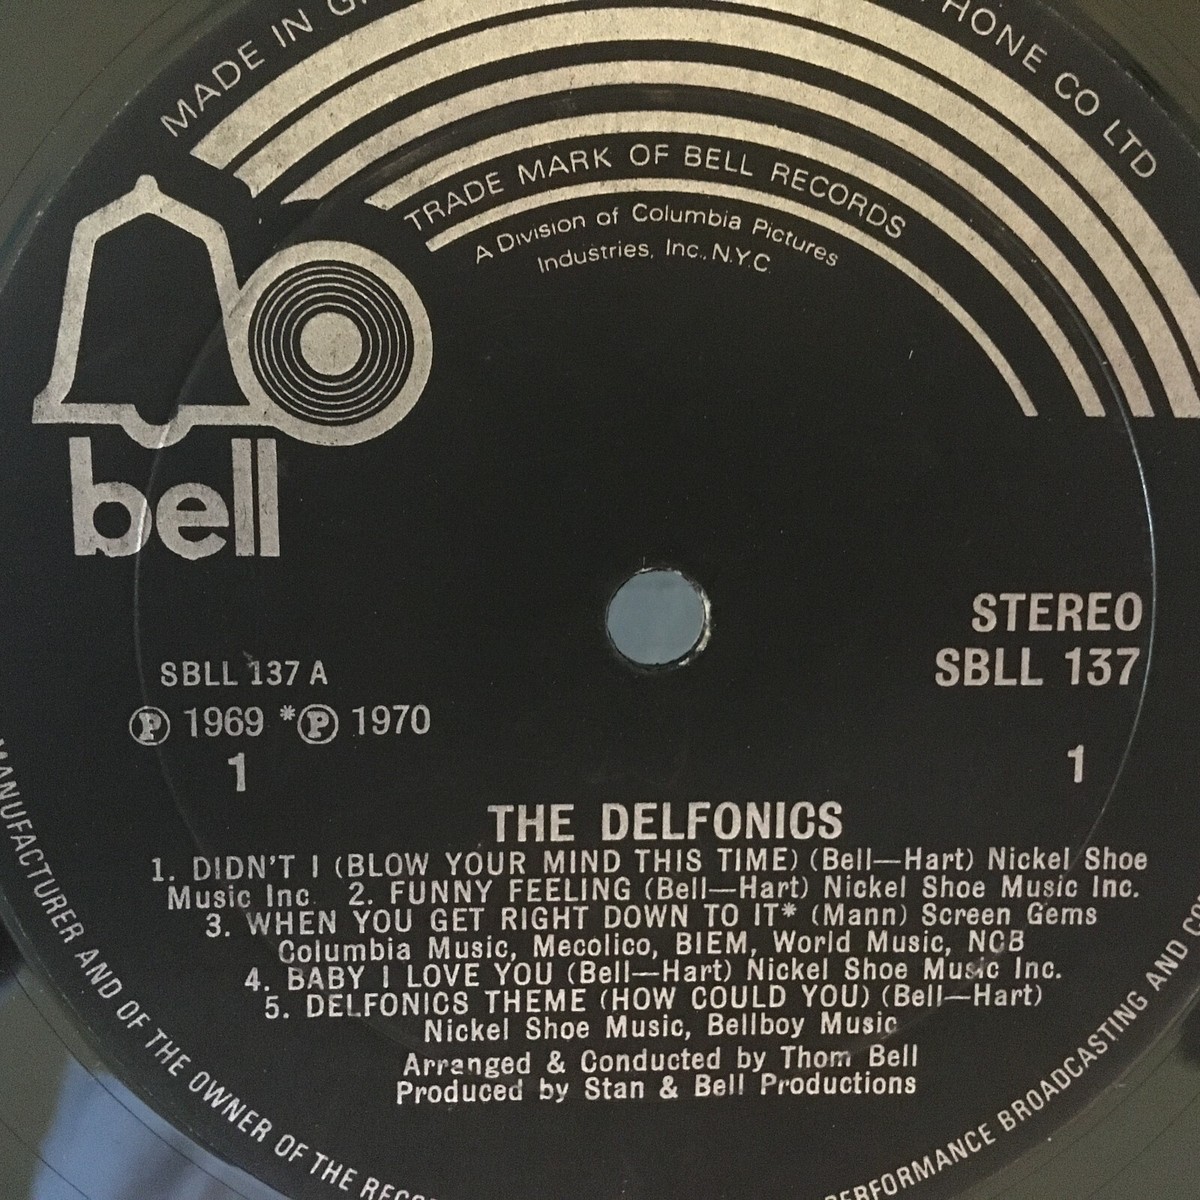 MADE IN
PHONE CO LTD
TRADE MARK OF BELL RECORDS
A Division of Columbia Pictures
Industries, Inc., N.Y.C.
bell
STEREO
SBLL 137
SBLL 137 A
Ⓟ 1969 *Ⓟ 1970
1
1
THE DELFONICS
1. DIDN'T I (BLOW YOUR MIND THIS TIME) (Bell—Hart) Nickel Shoe
Music Inc. 2. FUNNY FEELING (Bell—Hart) Nickel Shoe Music Inc.
3. WHEN YOU GET RIGHT DOWN TO IT* (Mann) Screen Gems
Columbia Music, Mecolico, BIEM, World Music, NCB
4. BABY I LOVE YOU (Bell—Hart) Nickel Shoe Music Inc.
5. DELFONICS THEME (HOW COULD YOU) (Bell—Hart)
Nickel Shoe Music, Bellboy Music
Arranged & Conducted by Thom Bell
Produced by Stan & Bell Productions
MANUFACTURER AND OF THE OWNER OF THE
PERFORMANCE BROADCASTING AND